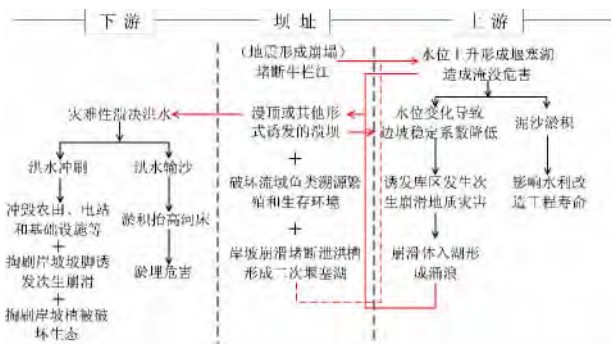 下游
坝址
上游
(地震形成崩塌)
堵断牛栏江
水位上升形成堰塞湖
造成淹没危害
灾难性溃决洪水
漫顶或其他形
式诱发的溃坝
水位变化导致
边坡稳定系数降低
泥沙淤积
洪水冲刷
洪水输沙
+
破坏流域鱼类溯源繁
殖和生存环境
诱发库区发生次
生崩滑地质灾害
影响水利改
造工程寿命
冲毁农田、电站
和基础设施等
淤积抬高河床
+
+
岸坡崩滑堵断泄洪槽
形成二次堰塞湖
崩滑体入湖形
成涌浪
掏刷岸坡坡脚诱
发次生崩滑
淤埋危害
+
掏刷岸坡植被破
坏生态